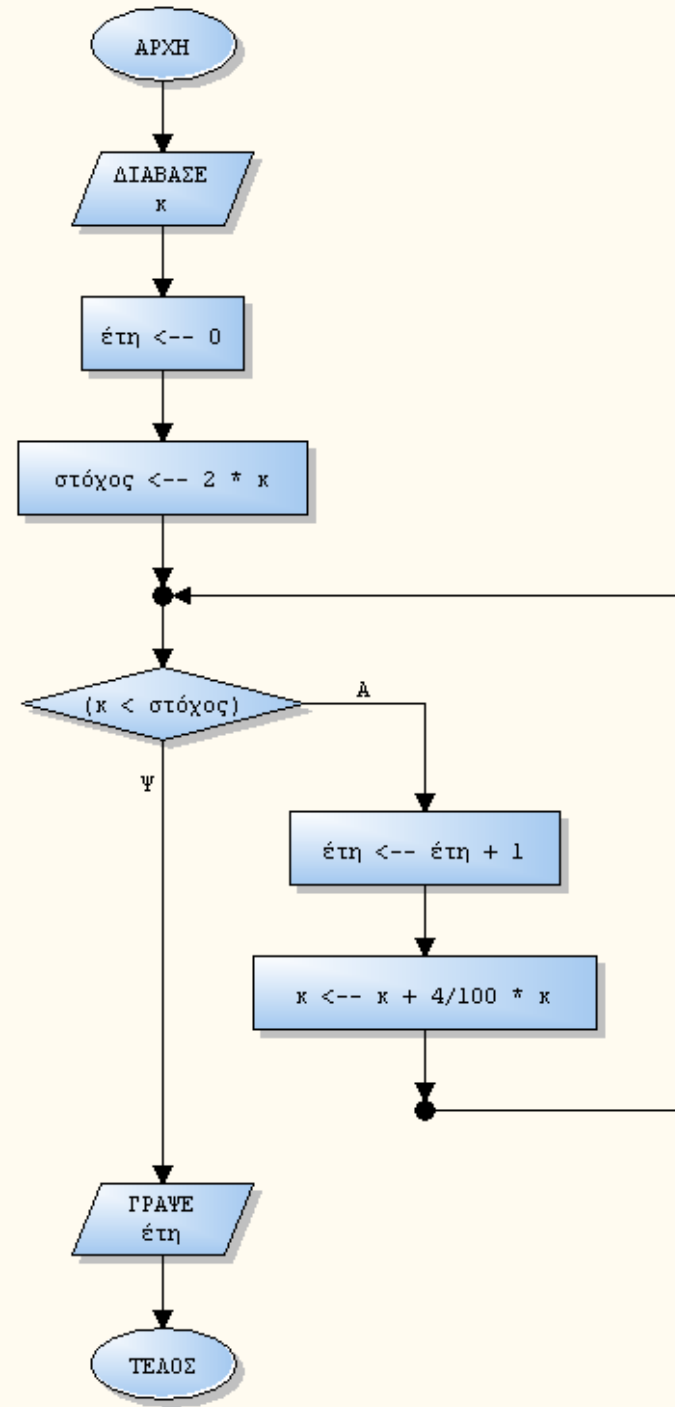 ΑΡΧΗ
ΔΙΑΒΑΣΕ
κ
έτη <-- 0
στόχος <-- 2 * κ
(κ < στόχος)
Α
Ψ
έτη <-- έτη + 1
κ <-- κ + 4/100 * κ
ΓΡΑΨΕ
έτη
ΤΕΛΟΣ